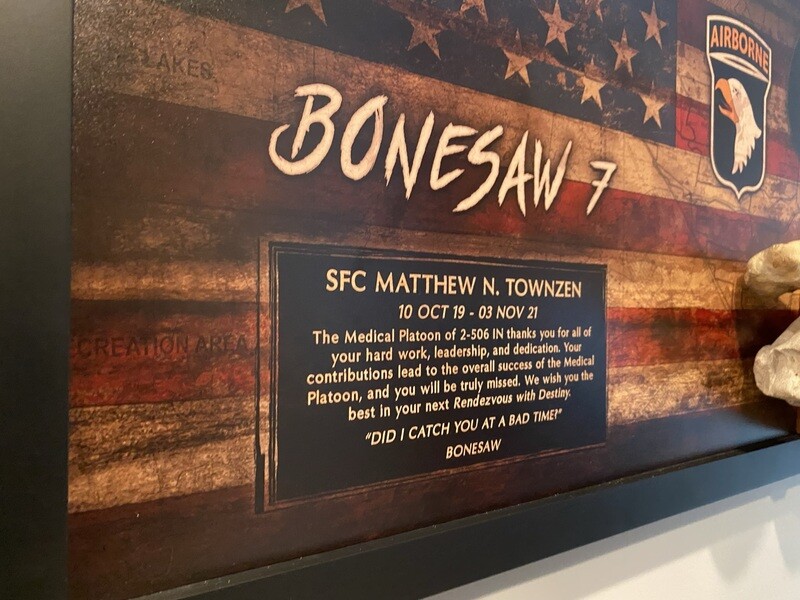 LAKES
AIRBORNE
BONESAW 7
SFC MATTHEW N. TOWNZEN
10 OCT 19 - 03 NOV 21
The Medical Platoon of 2-506 IN thanks you for all of
your hard work, leadership, and dedication. Your
contributions lead to the overall success of the Medical
Platoon, and you will be truly missed. We wish you the
best in your next Rendezvous with Destiny.
"DID I CATCH YOU AT A BAD TIME?"
BONESAW
CREATION AREA